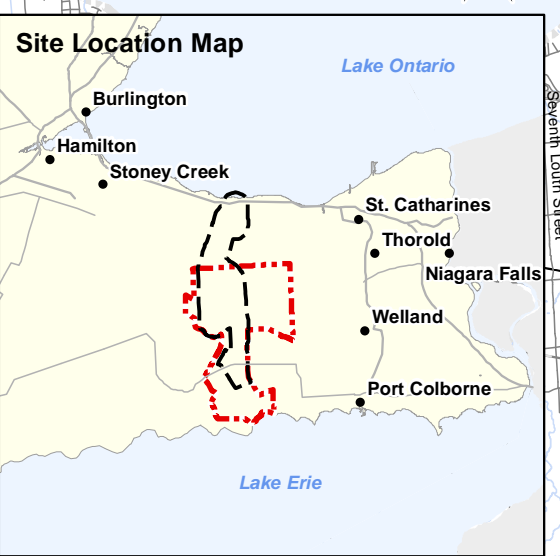 Site Location Map
Lake Ontario
Burlington
Hamilton
Stoney Creek
St. Catharines
Thorold
Niagara Falls
Welland
Port Colborne
Lake Erie
Seventh Louth Street